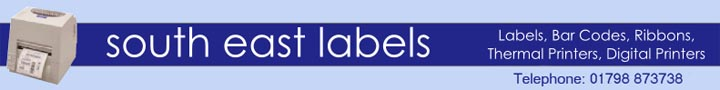 south east labels
Labels, Bar Codes, Ribbons,
Thermal Printers, Digital Printers
Telephone: 01798 873738